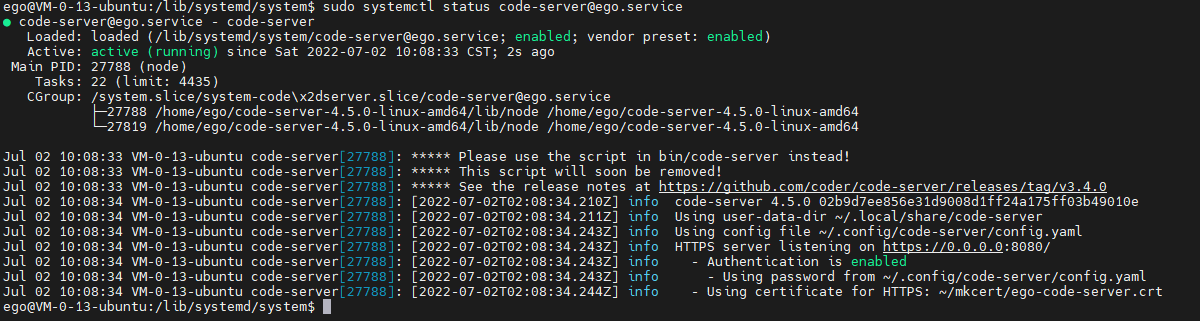 ego@VM-0-13-ubuntu:/lib/systemd/system$ sudo systemctl status code-server@ego.service
● code-server@ego.service - code-server
   Loaded: loaded (/lib/systemd/system/code-server@ego.service; enabled; vendor preset: enabled)
   Active: active (running) since Sat 2022-07-02 10:08:33 CST; 2s ago
 Main PID: 27788 (node)
    Tasks: 22 (limit: 4435)
   CGroup: /system.slice/system-code\x2dserver.slice/code-server@ego.service
           ├─27788 /home/ego/code-server-4.5.0-linux-amd64/lib/node /home/ego/code-server-4.5.0-linux-amd64
           └─27819 /home/ego/code-server-4.5.0-linux-amd64/lib/node /home/ego/code-server-4.5.0-linux-amd64
Jul 02 10:08:33 VM-0-13-ubuntu code-server[27788]: ***** Please use the script in bin/code-server instead!
Jul 02 10:08:33 VM-0-13-ubuntu code-server[27788]: ***** This script will soon be removed!
Jul 02 10:08:33 VM-0-13-ubuntu code-server[27788]: ***** See the release notes at https://github.com/coder/code-server/releases/tag/v3.4.0
Jul 02 10:08:34 VM-0-13-ubuntu code-server[27788]: [2022-07-02T02:08:34.210Z] info  code-server 4.5.0 02b9d7ee856e31d9008d1ff24a175ff03b49010e
Jul 02 10:08:34 VM-0-13-ubuntu code-server[27788]: [2022-07-02T02:08:34.211Z] info  Using user-data-dir ~/.local/share/code-server
Jul 02 10:08:34 VM-0-13-ubuntu code-server[27788]: [2022-07-02T02:08:34.243Z] info  Using config file ~/.config/code-server/config.yaml
Jul 02 10:08:34 VM-0-13-ubuntu code-server[27788]: [2022-07-02T02:08:34.243Z] info  HTTPS server listening on https://0.0.0.0:8080/
Jul 02 10:08:34 VM-0-13-ubuntu code-server[27788]: [2022-07-02T02:08:34.243Z] info    - Authentication is enabled
Jul 02 10:08:34 VM-0-13-ubuntu code-server[27788]: [2022-07-02T02:08:34.243Z] info      - Using password from ~/.config/code-server/config.yaml
Jul 02 10:08:34 VM-0-13-ubuntu code-server[27788]: [2022-07-02T02:08:34.244Z] info    - Using certificate for HTTPS: ~/mkcert/ego-code-server.crt
ego@VM-0-13-ubuntu:/lib/systemd/system$